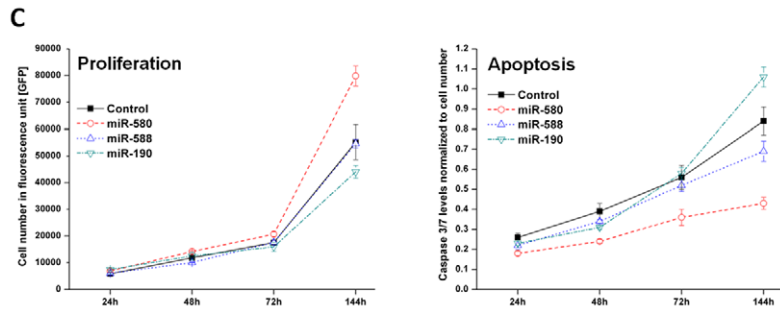 C
Proliferation
Cell number in fluorescence unit [GFP]
90000
80000
70000
60000
50000
40000
30000
20000
10000
0
Control
miR-580
miR-588
miR-190
24h 48h 72h 144h
Apoptosis
Caspase 3/7 levels normalized to cell number
1.2
1.1
1.0
0.9
0.8
0.7
0.6
0.5
0.4
0.3
0.2
0.1
0.0
Control
miR-580
miR-588
miR-190
24h 48h 72h 144h